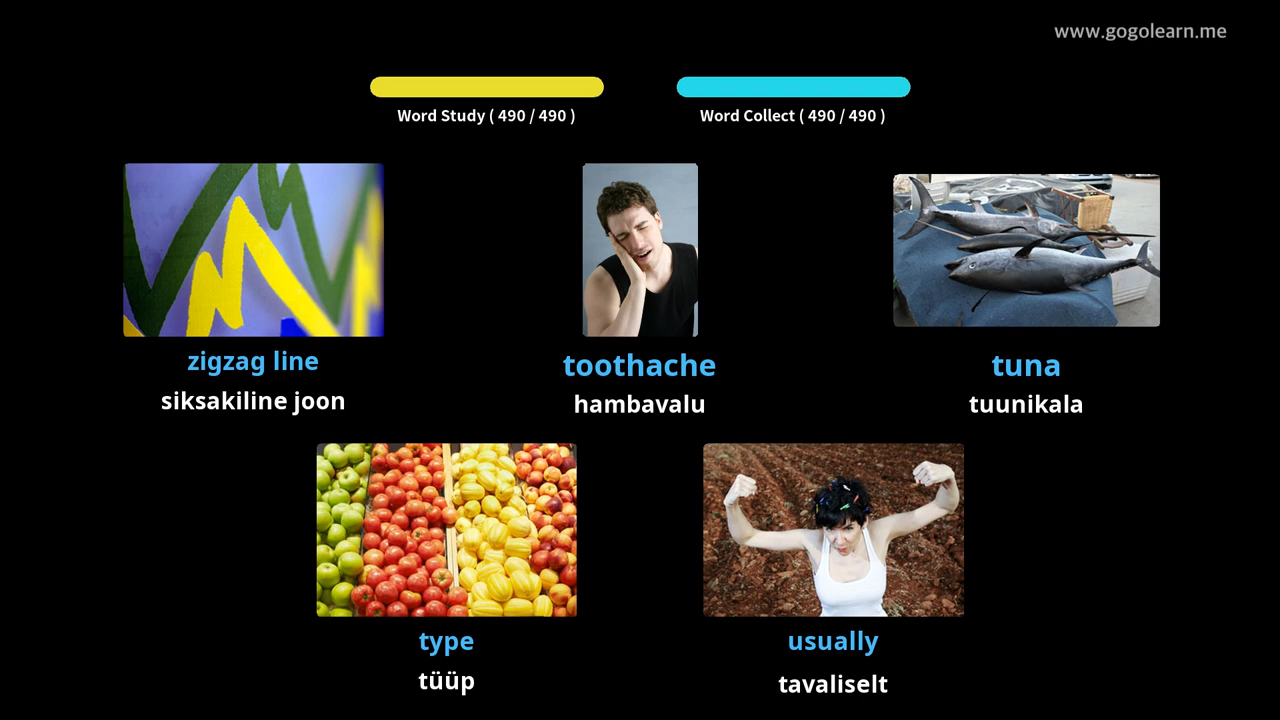 www.gogolearn.me
Word Study ( 490 / 490 )
Word Collect ( 490 / 490 )
zigzag line
siksakiline joon
toothache
hambavalu
tuna
tuunikala
type
tüüp
usually
tavaliselt